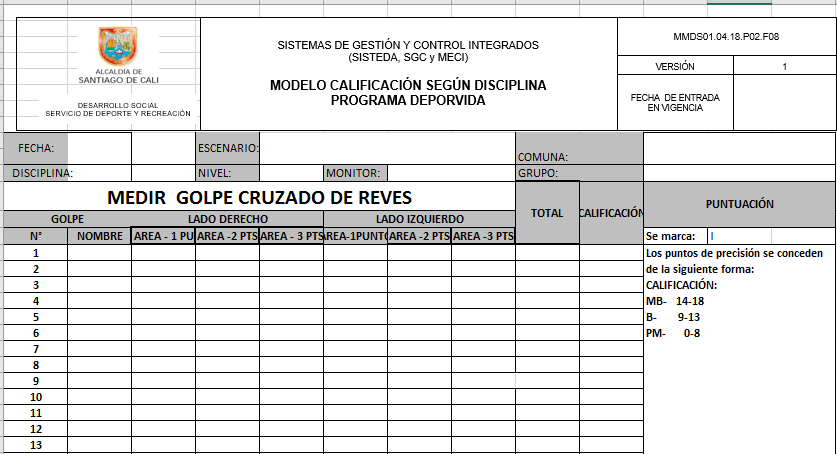 ALCALDÍA DE
SANTIAGO DE CALI
DESARROLLO SOCIAL
SERVICIO DE DEPORTE Y RECREACIÓN
SISTEMAS DE GESTIÓN Y CONTROL INTEGRADOS
(SISTEDA, SGC y MECI)
MODELO CALIFICACIÓN SEGÚN DISCIPLINA
PROGRAMA DEPORVIDA
MMDS01.04.18.P02.F08
VERSIÓN 1
FECHA DE ENTRADA
EN VIGENCIA
FECHA: ESCENARIO: COMUNA:
DISCIPLINA: NIVEL: MONITOR: GRUPO:
MEDIR GOLPE CRUZADO DE REVES
TOTAL CALIFICACIÓN PUNTUACIÓN
GOLPE LADO DERECHO LADO IZQUIERDO
N° NOMBRE AREA - 1 PU AREA -2 PTS AREA - 3 PTS AREA-1PUNTO AREA -2 PTS AREA -3 PTS Se marca: I
1 Los puntos de precisión se conceden
2 de la siguiente forma:
3 CALIFICACIÓN:
4 MB- 14-18
5 B- 9-13
6 PM- 0-8
7
8
9
10
11
12
13